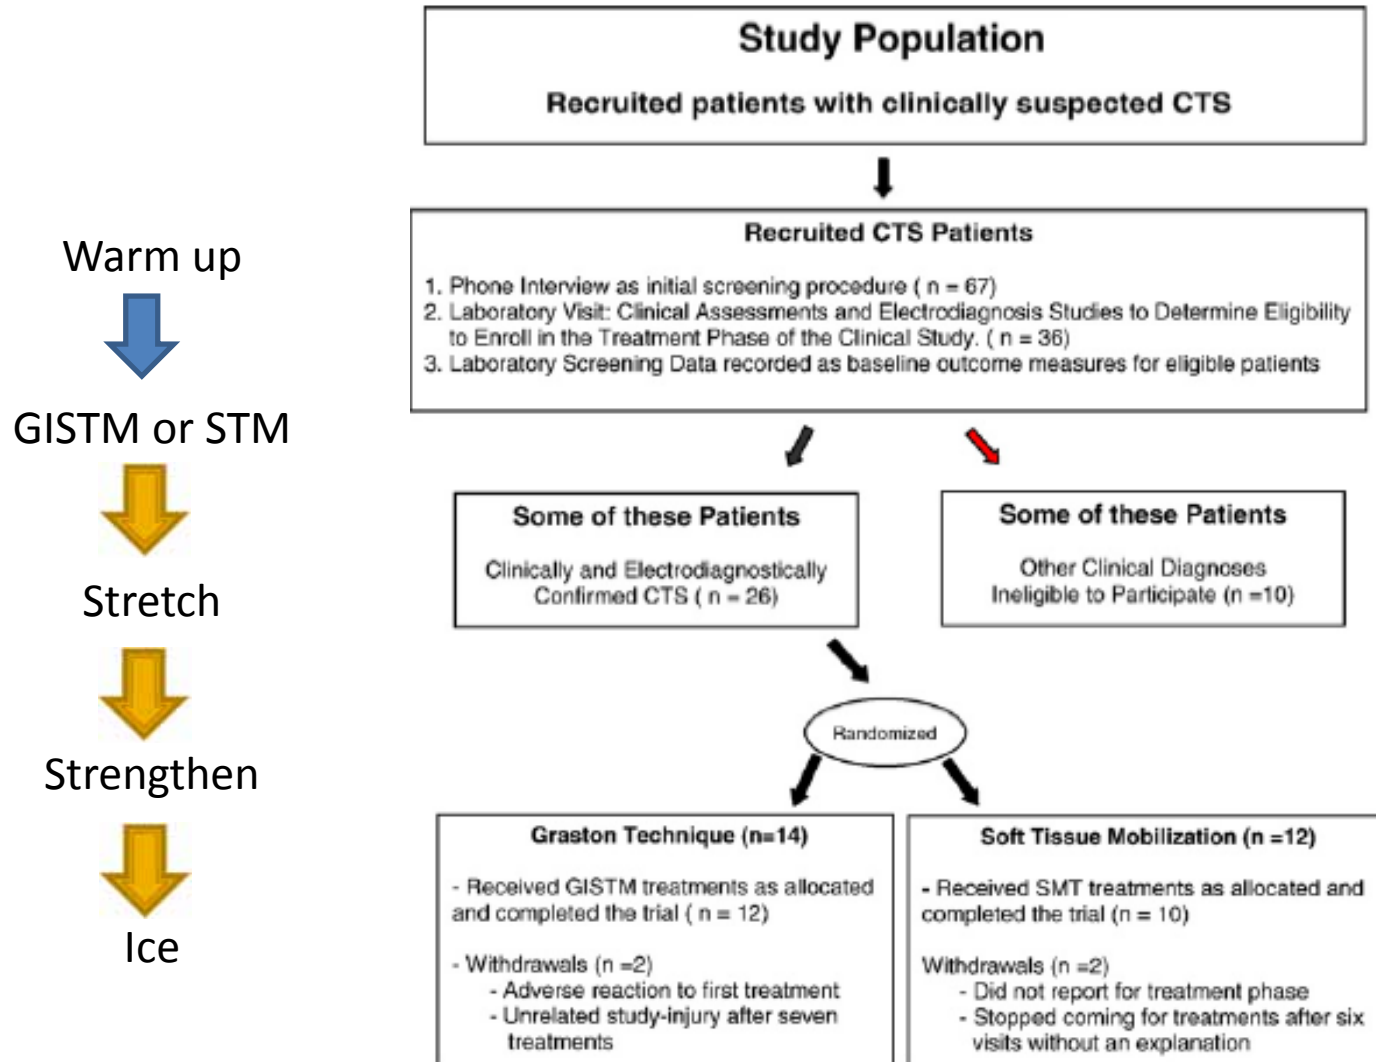 Warm up
GISTM or STM
Stretch
Strengthen
Ice
Study Population
Recruited patients with clinically suspected CTS
Recruited CTS Patients
1. Phone Interview as initial screening procedure ( n = 67)
2. Laboratory Visit: Clinical Assessments and Electrodiagnosis Studies to Determine Eligibility
to Enroll in the Treatment Phase of the Clinical Study. ( n = 36)
3. Laboratory Screening Data recorded as baseline outcome measures for eligible patients
Some of these Patients
Clinically and Electrodiagnostically
Confirmed CTS ( n = 26)
Some of these Patients
Other Clinical Diagnoses
Ineligible to Participate (n =10)
Randomized
Graston Technique (n=14)
- Received GISTM treatments as allocated
and completed the trial ( n = 12)
- Withdrawals (n =2)
- Adverse reaction to first treatment
- Unrelated study-injury after seven
treatments
Soft Tissue Mobilization (n =12)
- Received SMT treatments as allocated and
completed the trial (n = 10)
Withdrawals (n =2)
- Did not report for treatment phase
- Stopped coming for treatments after six
visits without an explanation